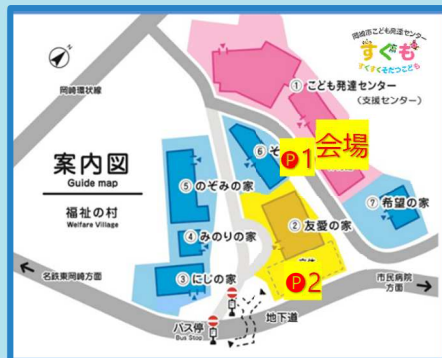 岡崎市こども発達センター
すぐも
すくすくそだつこども
N
岡崎環状線
① こども発達センター
（支援センター）
案内図
Guide map
福祉の村
Welfare Village
⑥ そ
P1
会場
⑤ のぞみの家
⑦ 希望の家
② 友愛の家
④ みのりの家
③ にじの家
P2
名鉄東岡崎方面
市民病院
方面
バス停
Bus Stop
地下道